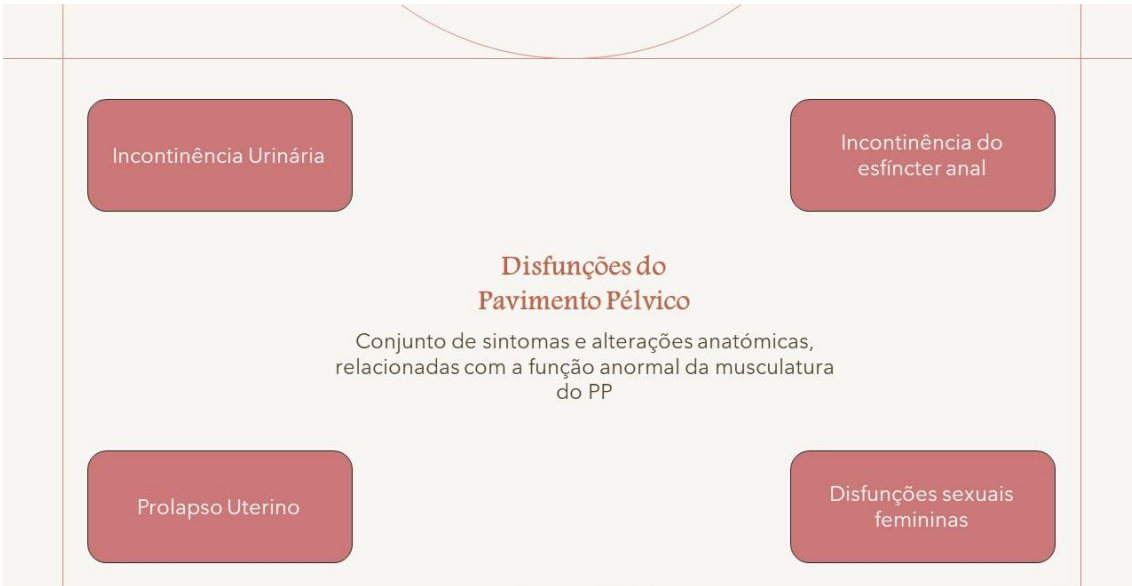 Incontinência Urinária
Incontinência do
esfíncter anal
Disfunções do
Pavimento Pélvico
Conjunto de sintomas e alterações anatómicas,
relacionadas com a função anormal da musculatura
do PP
Prolapso Uterino
Disfunções sexuais
femininas